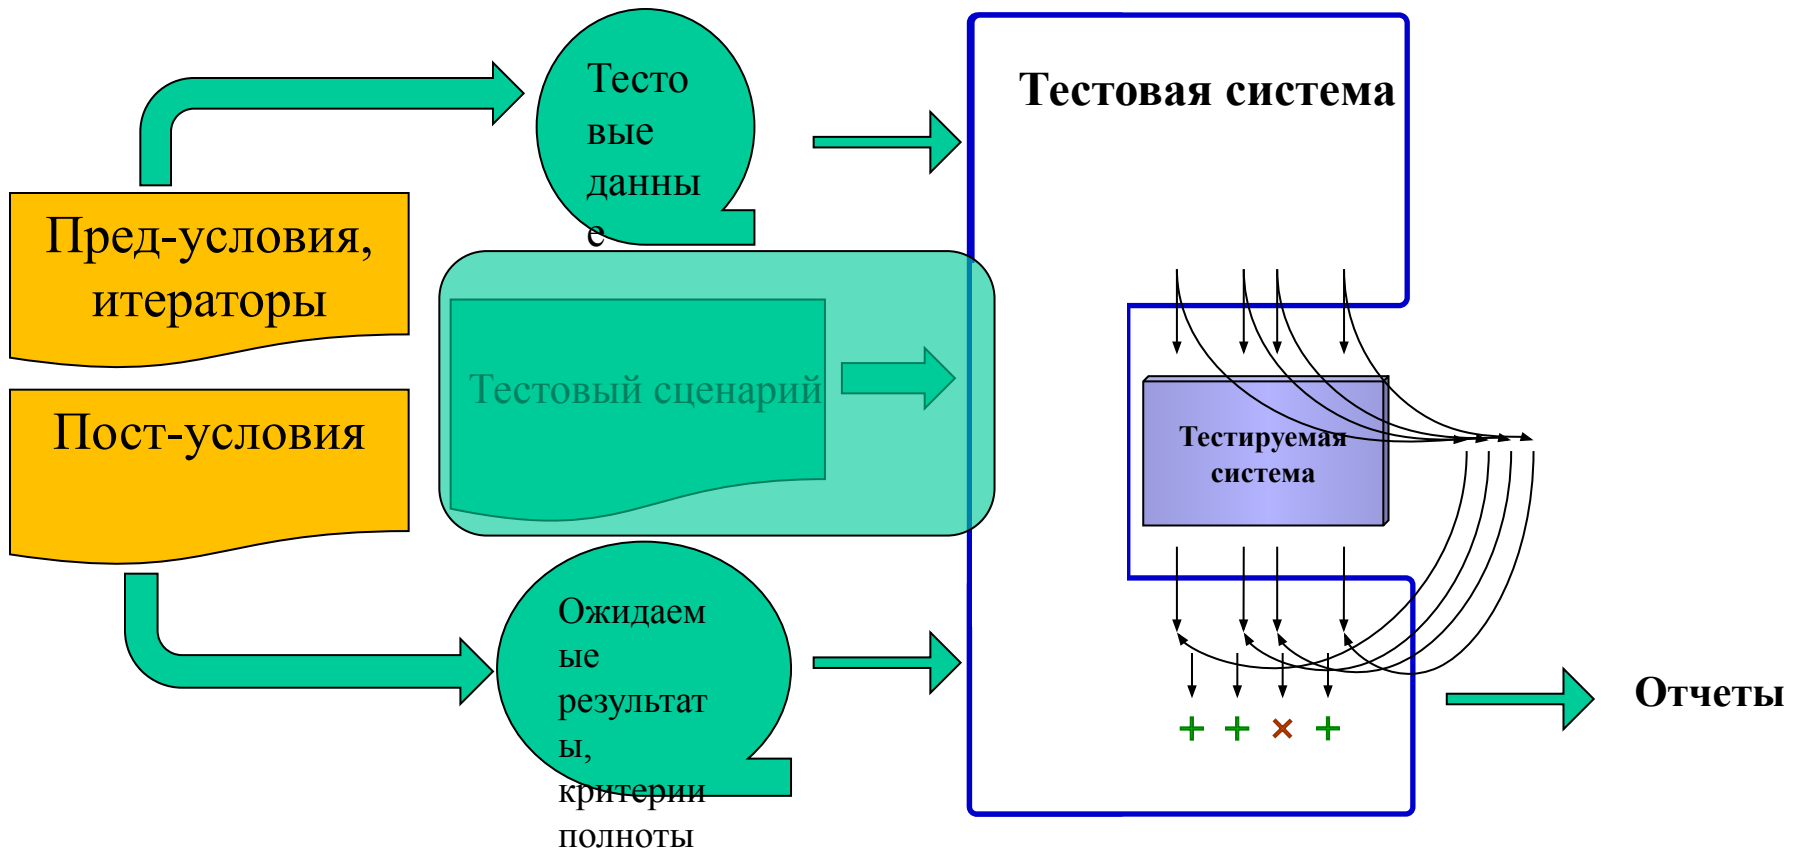 Тесто
вые
данны
е
Тестовая система
Пред-условия,
итераторы
Тестовый сценарий
Пост-условия
Тестируемая
система
Ожидаем
ые
результат
ы,
критерии
полноты
Отчеты